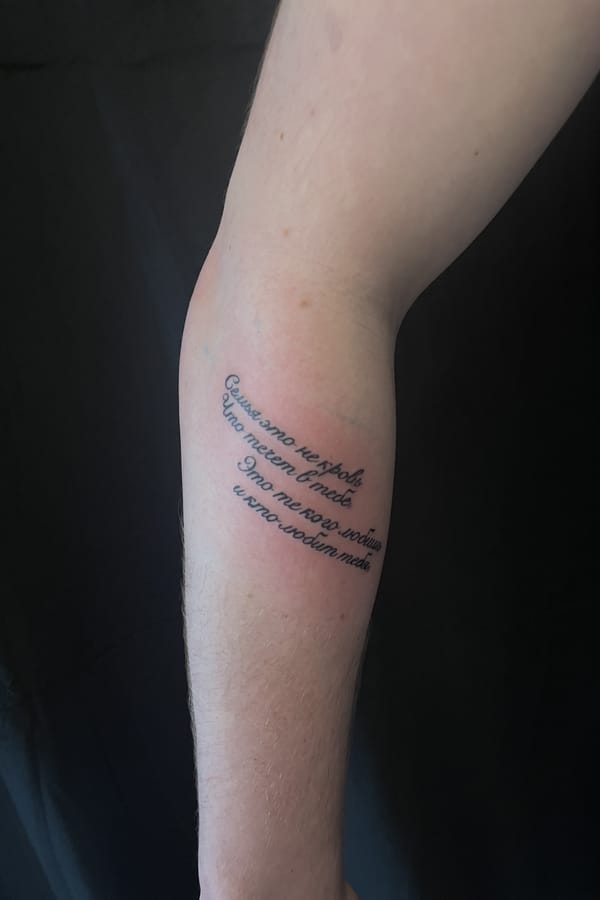 Семья это не кровь
Что течет в тебе.
Это те кого любишь
и кто любит тебя,